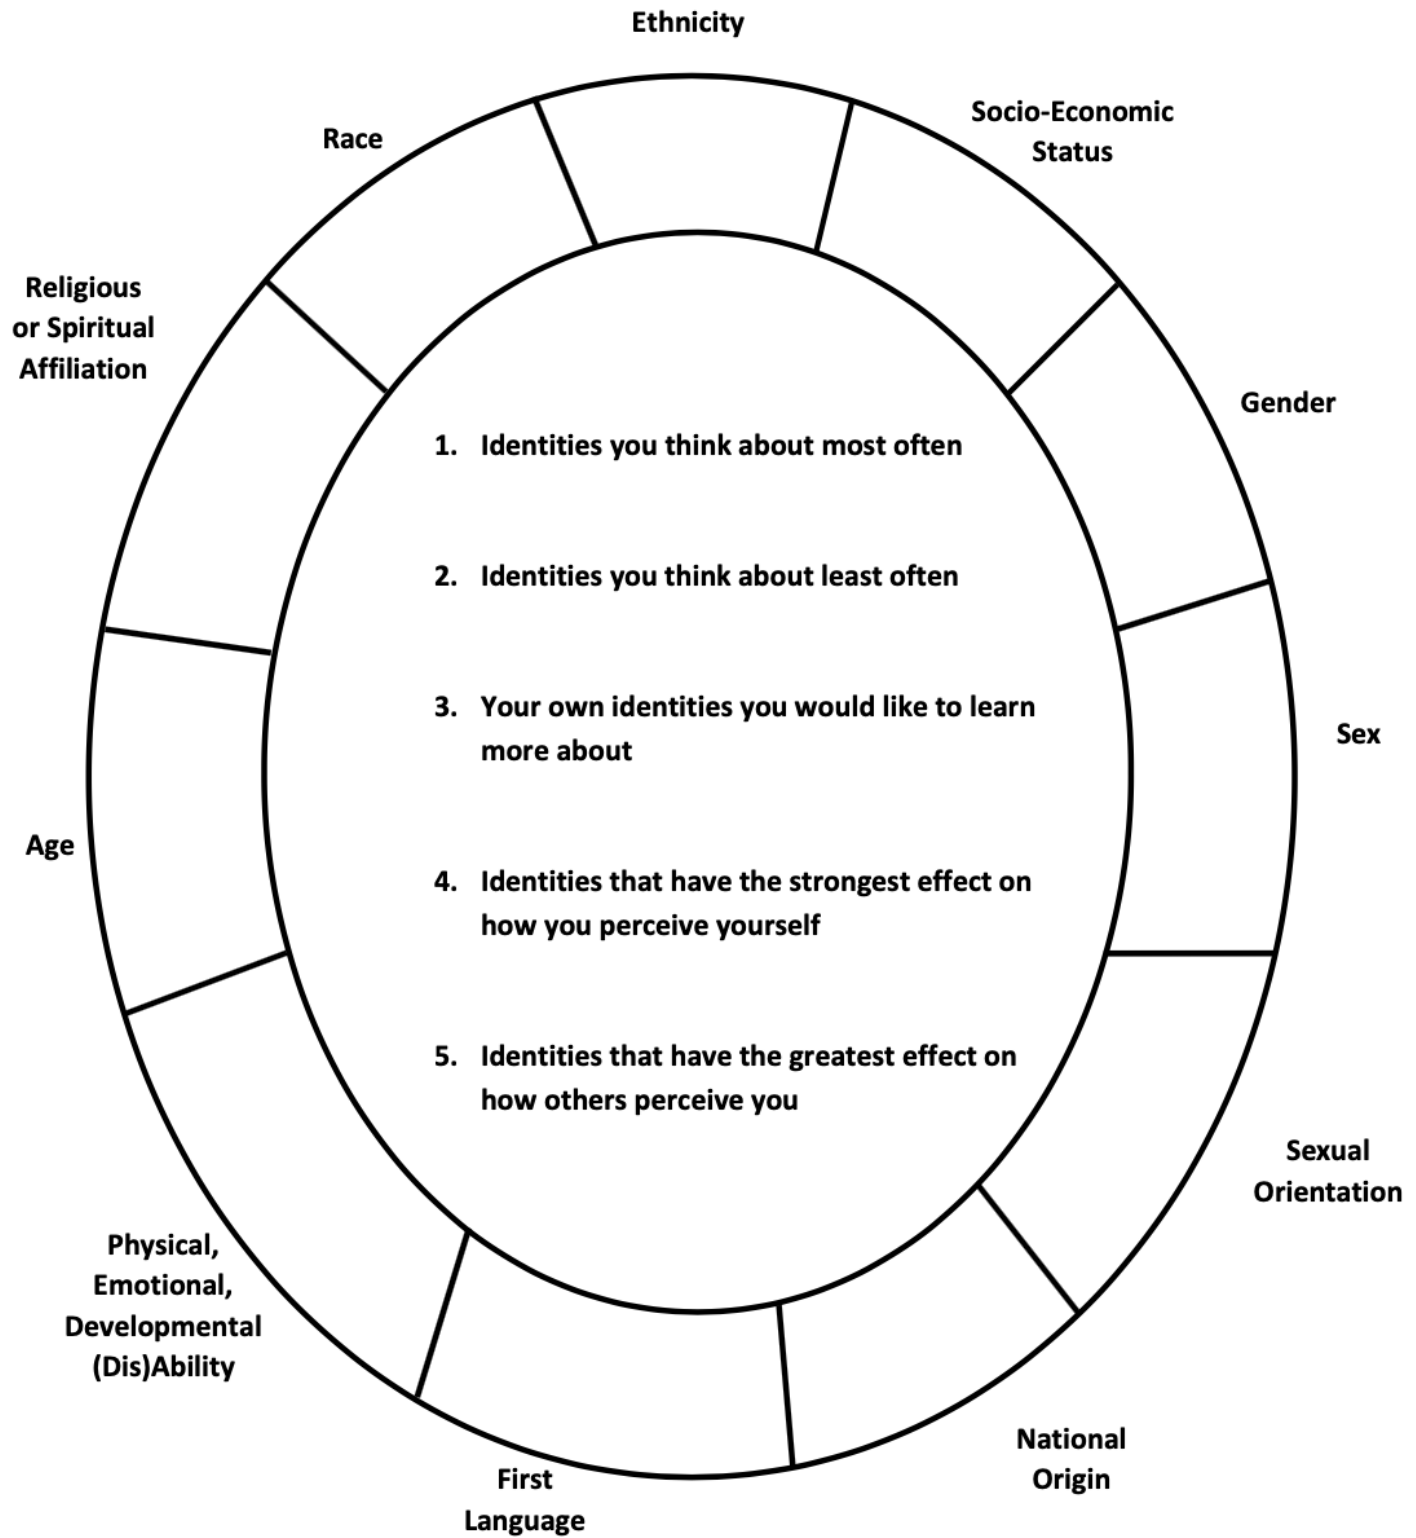 Ethnicity
Socio-Economic
Status
Race
Religious
or Spiritual
Affiliation
Gender
1. Identities you think about most often
2. Identities you think about least often
3. Your own identities you would like to learn
more about
Sex
Age
4. Identities that have the strongest effect on
how you perceive yourself
5. Identities that have the greatest effect on
how others perceive you
Sexual
Orientation
Physical,
Emotional,
Developmental
(Dis)Ability
National
Origin
First
Language